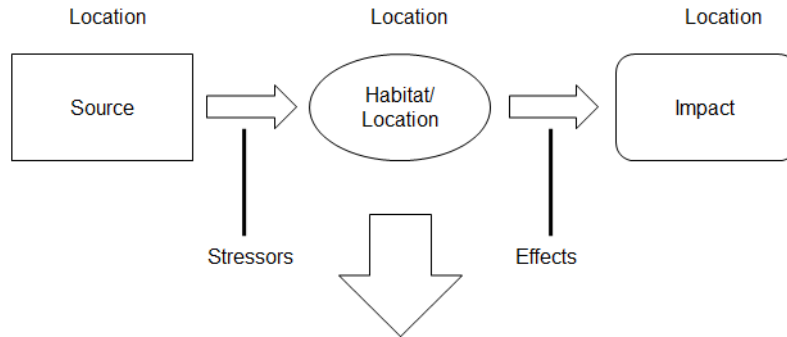 Location
Location
Location
Source
Habitat/
Location
Impact
Stressors
Effects